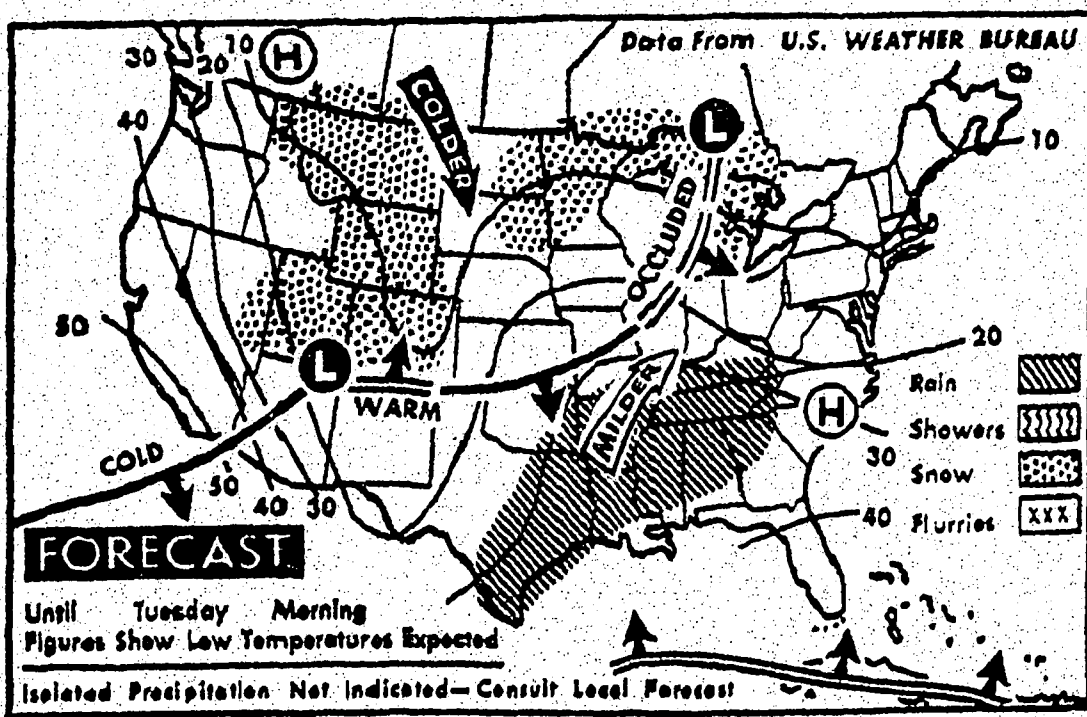 Data From U.S. WEATHER BUREAU
30
20
10
H
40
COLDER
L
10
OCCLUDED
50
L
WARM
MILDER
20
Rain
H
Showers
30
COLD
Snow
50
40
30
40
Flurries
XXX
FORECAST
Until Tuesday Morning
Figures Show Low Temperatures Expected
Isolated Precipitation Not Indicated—Consult Local Forecast